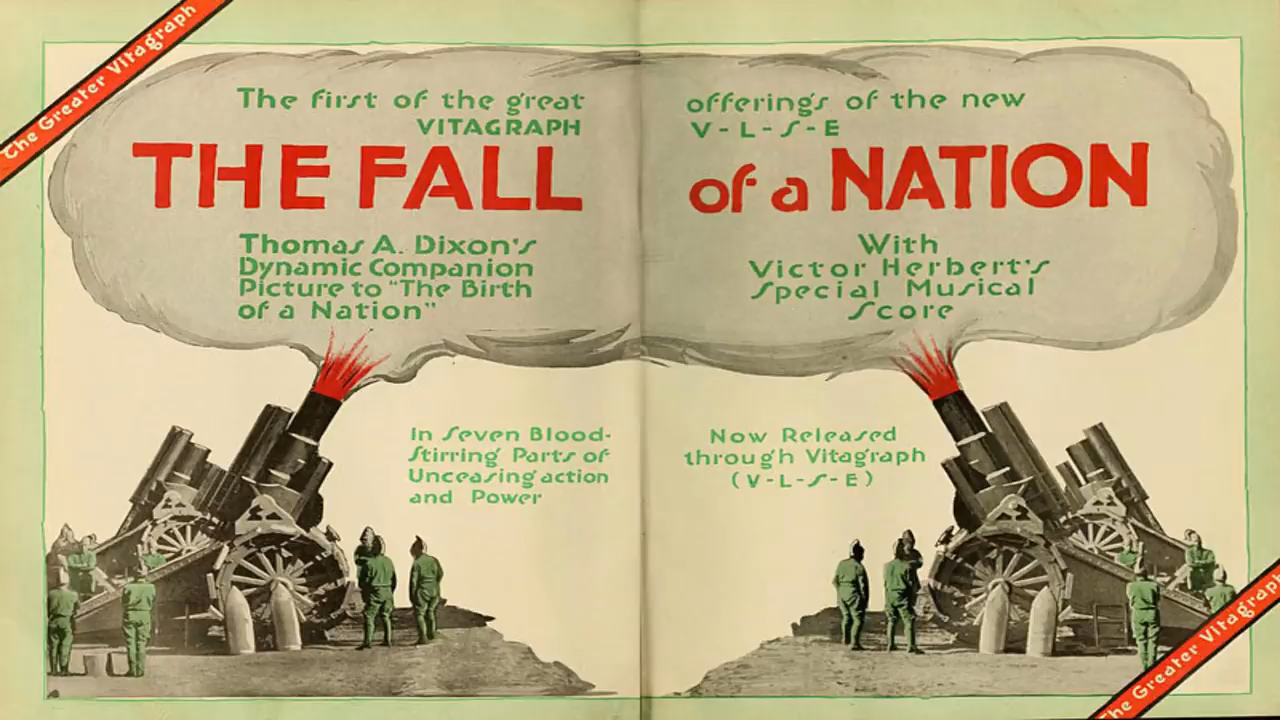 The Greater Vitagraph
The first of the great offerings of the new
VITAGRAPH V-L-S-E
THE FALL of a NATION
Thomas A. Dixon's
Dynamic Companion
Picture to "The Birth
of a Nation"
With
Victor Herbert's
Special Musical
Score
In Seven Blood-
Stirring Parts of
Unceasing action
and Power
Now Released
through Vitagraph
(V-L-S-E)
The Greater Vitagraph